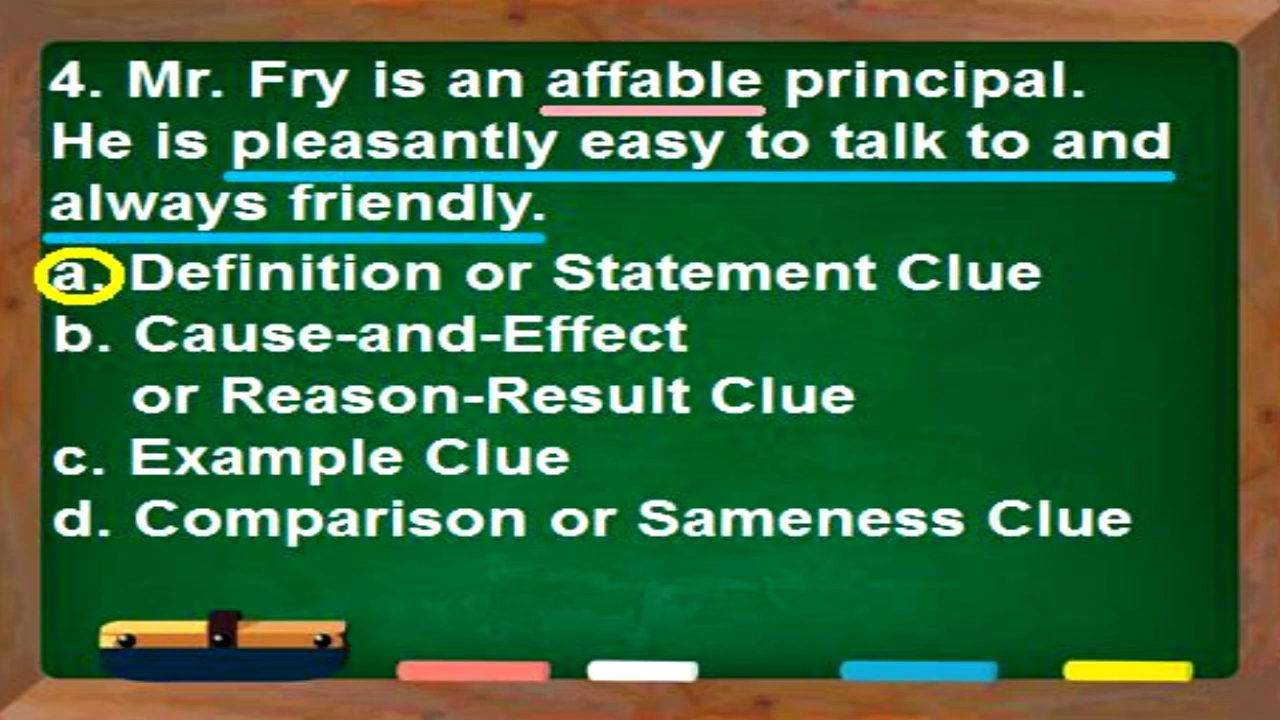 4. Mr. Fry is an affable principal.
He is pleasantly easy to talk to and
always friendly.
a. Definition or Statement Clue
b. Cause-and-Effect
or Reason-Result Clue
c. Example Clue
d. Comparison or Sameness Clue